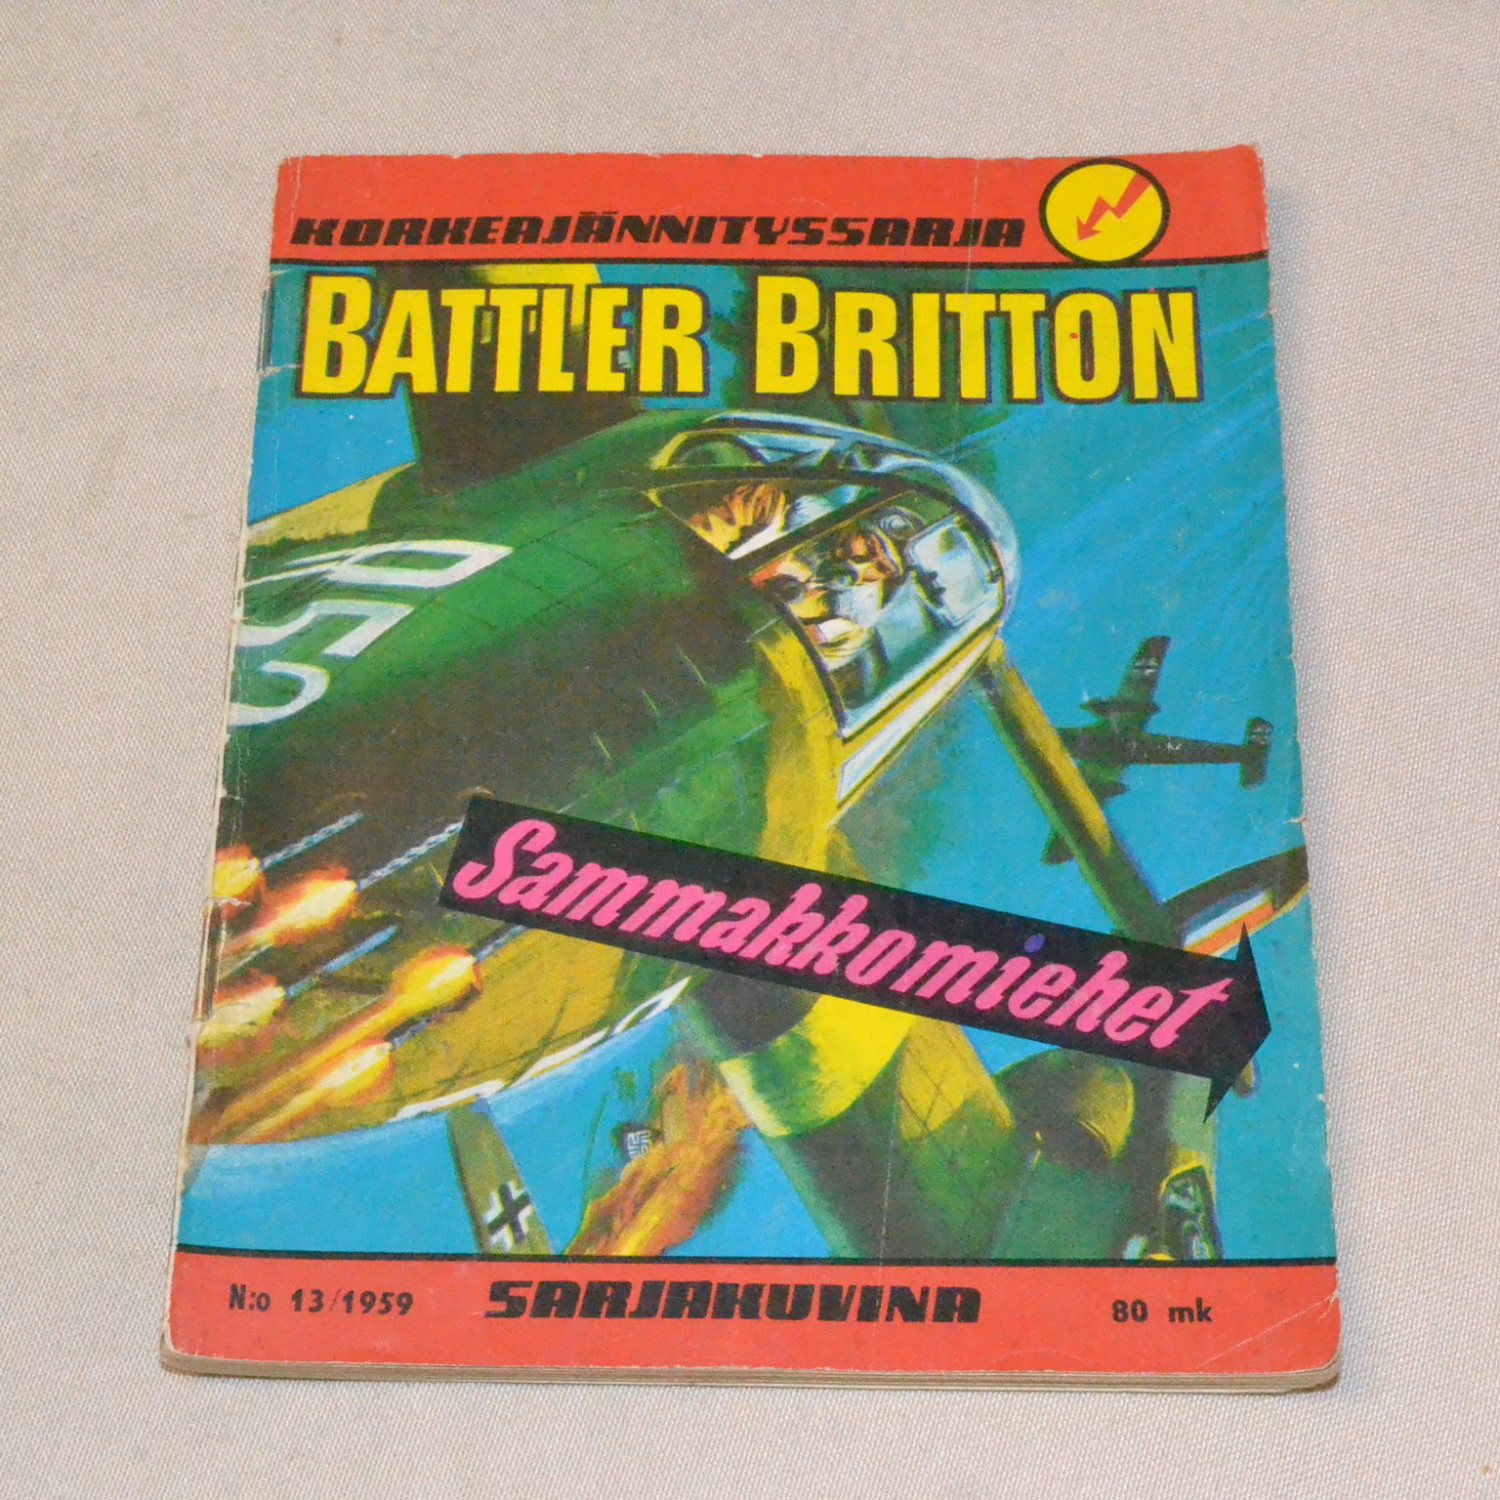 KORKEAJÄNNITYSSARJA
BATTLER BRITTON
Sammakkomiehet
N:o 13/1959
SARJAKUVINA
80 mk